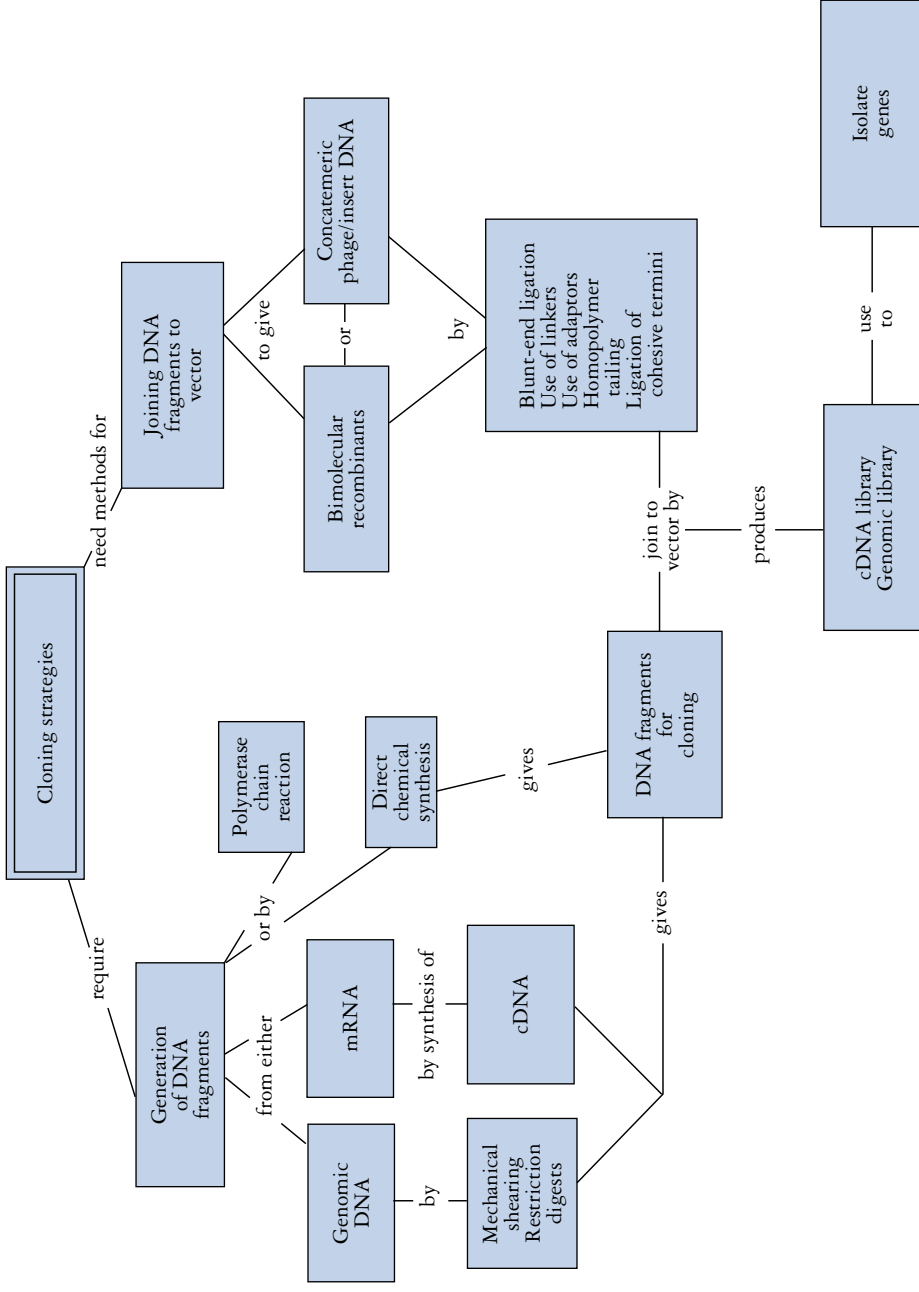 Cloning strategies
require
need methods for
Generation
of DNA
fragments
Joining DNA
fragments to
vector
from either
or by
Polymerase
chain
reaction
to give
Genomic
DNA
mRNA
Direct
chemical
synthesis
Bimolecular
recombinants
or
Concatemeric
phage/insert DNA
by
by synthesis of
gives
by
Mechanical
shearing
Restriction
digests
cDNA
Blunt-end ligation
Use of linkers
Use of adaptors
Homopolymer
tailing
Ligation of
cohesive termini
gives
DNA fragments
for
cloning
join to
vector by
produces
cDNA library
Genomic library
use
to
Isolate
genes